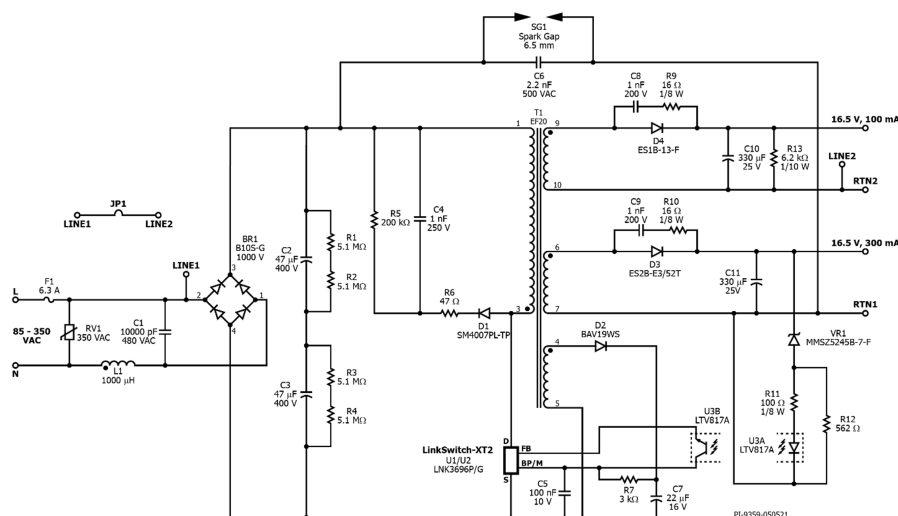 SG1
Spark Gap
6.5 mm
C6
2.2 nF
500 VAC
C8
1 nF
200 V
R9
16 Ω
1/8 W
T1
EF20
1
9
16.5 V, 100 mA
D4
ES1B-13-F
C10
330 µF
25 V
R13
6.2 kΩ
1/10 W
LINE2
10
RTN2
JP1
LINE1
LINE2
R5
200 kΩ
C4
1 nF
250 V
C9
1 nF
200 V
R10
16 Ω
1/8 W
BR1
B10S-G
1000 V
C2
47 µF
400 V
R1
5.1 MΩ
R2
5.1 MΩ
6
16.5 V, 300 mA
D3
ES2B-E3/52T
C11
330 µF
25V
LINE1
3
2
1
4
F1
6.3 A
L
R6
47 Ω
D1
SM4007PL-TP
3
7
RTN1
85 - 350
VAC
RV1
350 VAC
C1
10000 pF
480 VAC
N
L1
1000 µH
D2
BAV19WS
4
5
VR1
MMSZ5245B-7-F
C3
47 µF
400 V
R3
5.1 MΩ
R4
5.1 MΩ
R11
100 Ω
1/8 W
R12
562 Ω
U3B
LTV817A
U3A
LTV817A
LinkSwitch-XT2
U1/U2
LNK3696P/G
D
FB
BP/M
S
C5
100 nF
10 V
R7
3 kΩ
C7
22 µF
16 V
PI-9359-050521